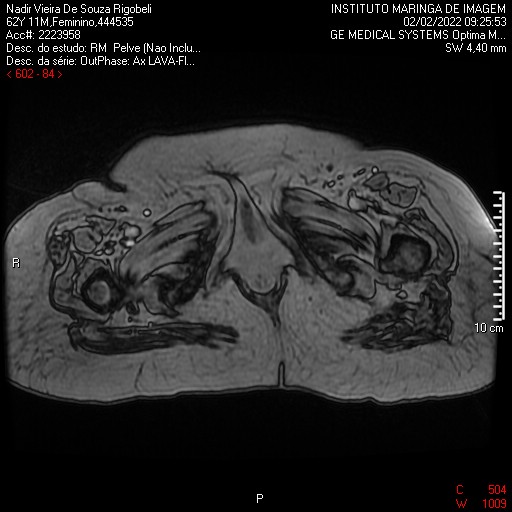 Nadir Vieira De Souza Rigobeli
62Y 11M,Feminino,444535
Acc#: 2223958
Desc. do estudo: RM Pelve (Nao Inclu...
Desc. da série: OutPhase: Ax LAVA-Fl...
< 602 - 84 >
INSTITUTO MARINGA DE IMAGEM
02/02/2022 09:25:53
GE MEDICAL SYSTEMS Optima M...
SW 4,40 mm
R
10 cm
P
C 504
W 1009